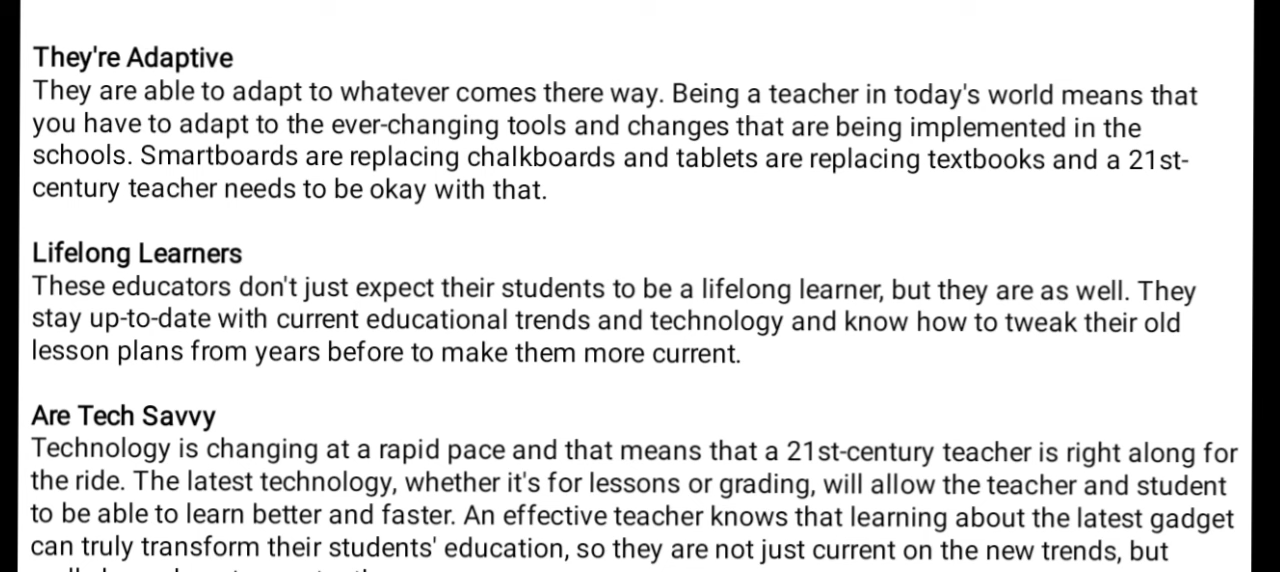 They're Adaptive
They are able to adapt to whatever comes there way. Being a teacher in today's world means that
you have to adapt to the ever-changing tools and changes that are being implemented in the
schools. Smartboards are replacing chalkboards and tablets are replacing textbooks and a 21st-
century teacher needs to be okay with that.
Lifelong Learners
These educators don't just expect their students to be a lifelong learner, but they are as well. They
stay up-to-date with current educational trends and technology and know how to tweak their old
lesson plans from years before to make them more current.
Are Tech Savvy
Technology is changing at a rapid pace and that means that a 21st-century teacher is right along for
the ride. The latest technology, whether it's for lessons or grading, will allow the teacher and student
to be able to learn better and faster. An effective teacher knows that learning about the latest gadget
can truly transform their students' education, so they are not just current on the new trends, but